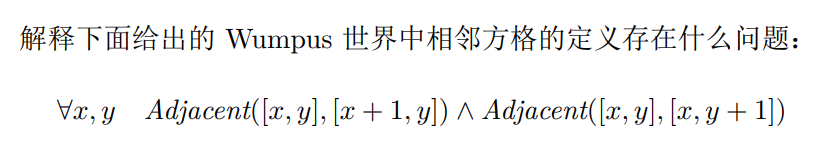 解释下面给出的 Wumpus 世界中相邻方格的定义存在什么问题：
∀x, y Adjacent([x, y], [x + 1, y]) ∧ Adjacent([x, y], [x, y + 1])